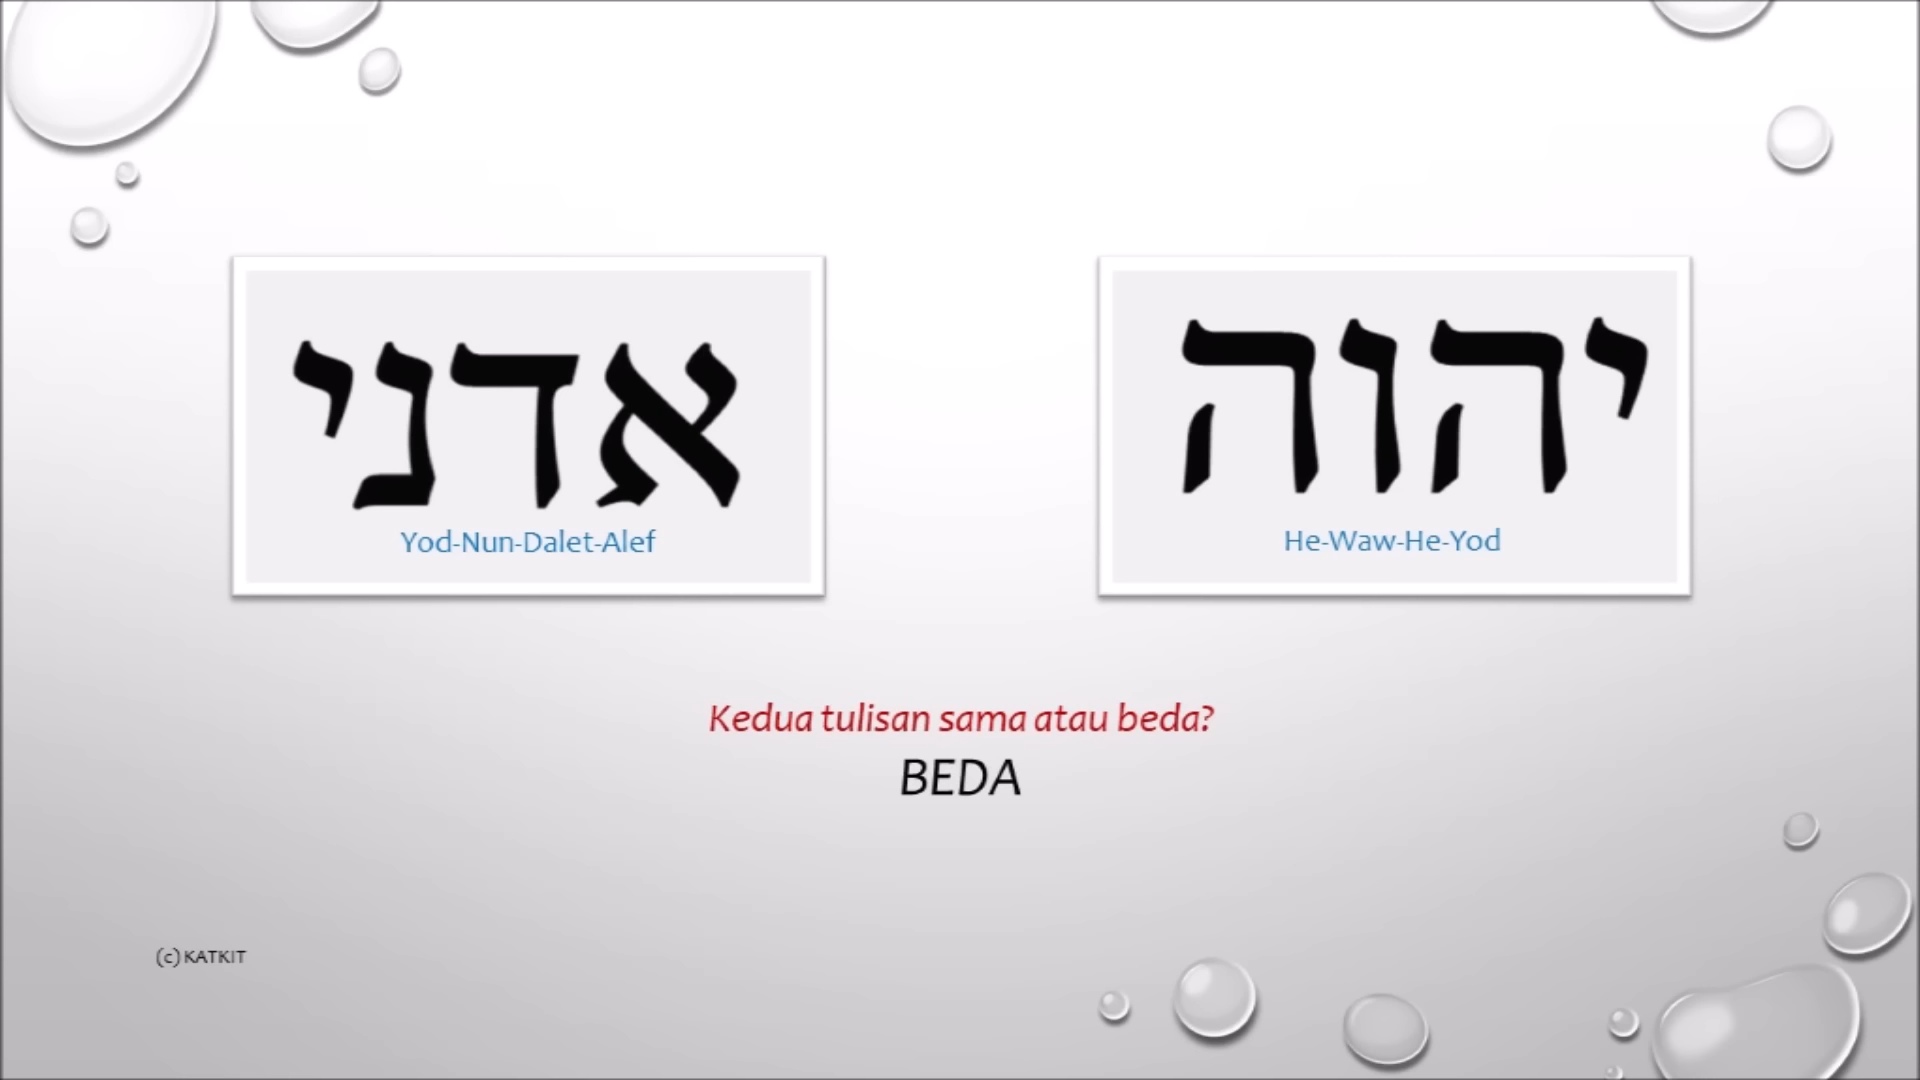 אדני
Yod-Nun-Dalet-Alef
יהוה
He-Waw-He-Yod
Kedua tulisan sama atau beda?
BEDA
(c) KATKIT